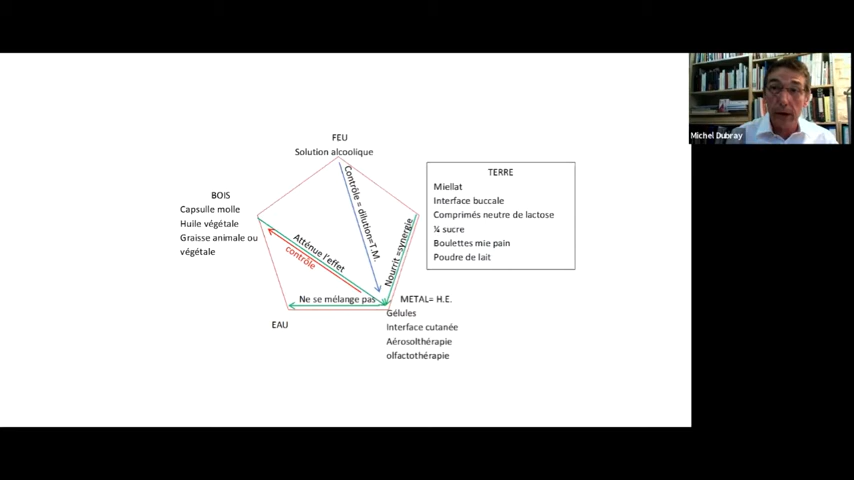 Michel Dubray
FEU
Solution alcoolique
TERRE
Miellat
Interface buccale
Comprimés neutre de lactose
¼ sucre
Boulettes mie pain
Poudre de lait
BOIS
Capsulle molle
Huile végétale
Graisse animale ou
végétale
Contrôle = dilution=T.M.
Nourrit =synergie
Atténue l'effet
contrôle
Ne se mélange pas
METAL= H.E.
Gélules
Interface cutanée
Aérosolthérapie
olfactothérapie
EAU